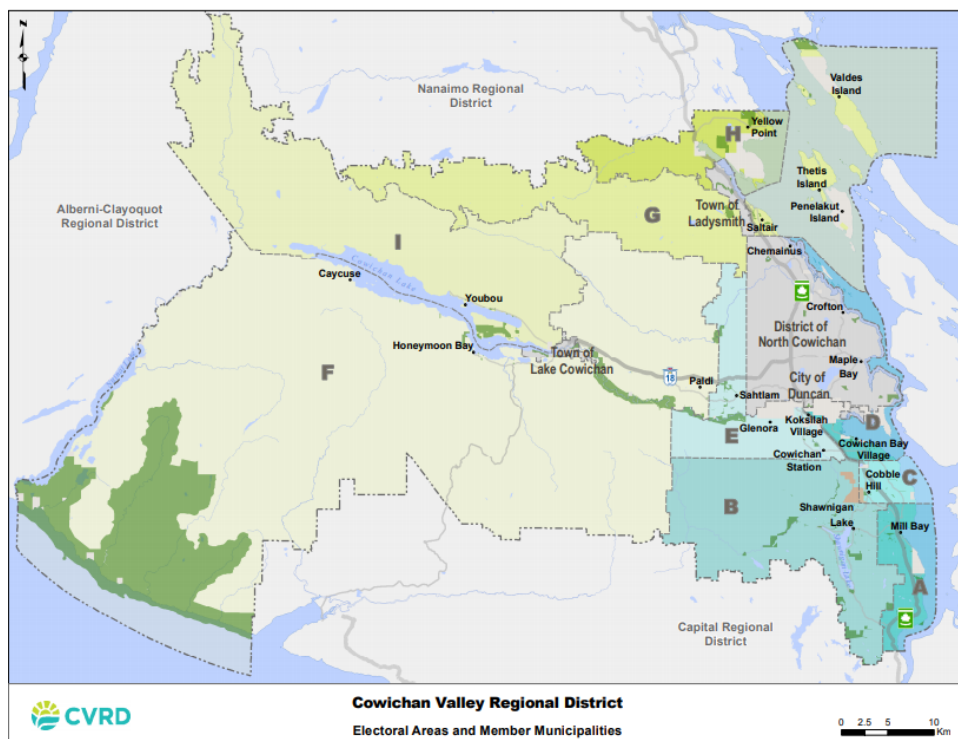 N
Nanaimo Regional
District
Valdes
Island
H
Yellow
Point
Thetis
Island
Penelakut
Island
Alberni-Clayoquot
Regional District
G
Town of
Ladysmith
Saltair
I
Chemainus
Cowichan Lake
Caycuse
Youbou
Crofton
District of
North Cowichan
Honeymoon Bay
Town of
Lake Cowichan
Maple
Bay
F
18
Paldi
City of
Duncan
Sahtlam
D
Koksilah
Village
Glenora
E
Cowichan Bay
Village
Cowichan
Station
Cobble
Hill
C
B
Shawnigan
Lake
Mill Bay
A
Capital Regional
District
CVRD
Cowichan Valley Regional District
Electoral Areas and Member Municipalities
0 2.5 5 10
Km